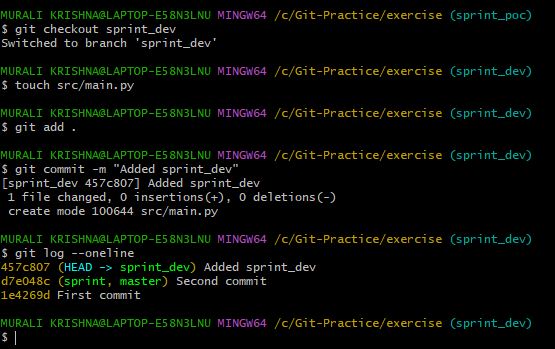 MURALI KRISHNA@LAPTOP-E58N3LNU MINGW64 /c/Git-Practice/exercise (sprint_poc)
$ git checkout sprint_dev
Switched to branch 'sprint_dev'
MURALI KRISHNA@LAPTOP-E58N3LNU MINGW64 /c/Git-Practice/exercise (sprint_dev)
$ touch src/main.py
MURALI KRISHNA@LAPTOP-E58N3LNU MINGW64 /c/Git-Practice/exercise (sprint_dev)
$ git add .
MURALI KRISHNA@LAPTOP-E58N3LNU MINGW64 /c/Git-Practice/exercise (sprint_dev)
$ git commit -m "Added sprint_dev"
[sprint_dev 457c807] Added sprint_dev
1 file changed, 0 insertions(+), 0 deletions(-)
create mode 100644 src/main.py
MURALI KRISHNA@LAPTOP-E58N3LNU MINGW64 /c/Git-Practice/exercise (sprint_dev)
$ git log --oneline
457c807 (HEAD -> sprint_dev) Added sprint_dev
d7e048c (sprint, master) Second commit
1e4269d First commit
MURALI KRISHNA@LAPTOP-E58N3LNU MINGW64 /c/Git-Practice/exercise (sprint_dev)
$